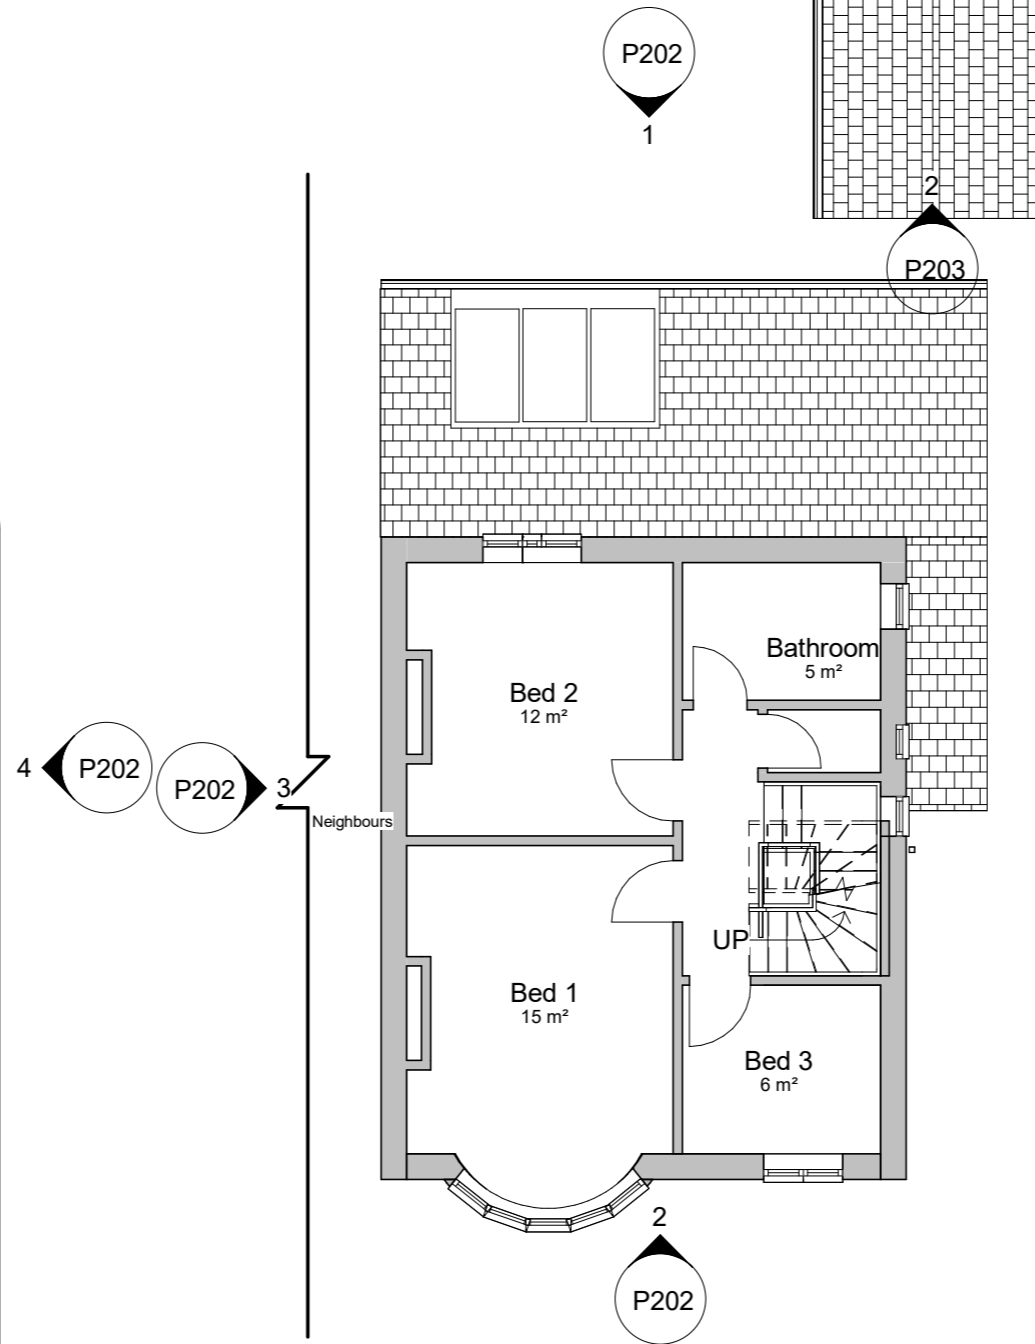 P202
1
2
P203
Bathroom
5 m²
Bed 2
12 m²
4
P202
P202
3
Neighbours
UP
Bed 1
15 m²
Bed 3
6 m²
2
P202